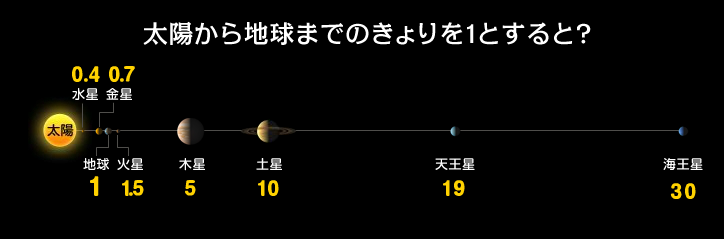 太陽から地球までのきょりを1とすると?
0.4 0.7
水星 金星
太陽
地球 火星 木星 土星 天王星 海王星
1 1.5 5 10 19 30